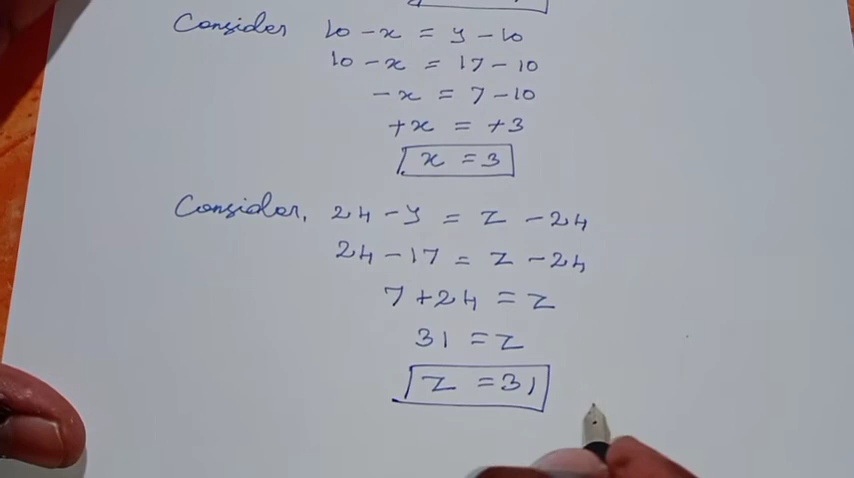 Consider 10 - x = y - 10
10 - x = 17 - 10
- x = 7 - 10
+x = +3
x = 3
Consider, 24 - y = z - 24
24 - 17 = z - 24
7 + 24 = z
31 = z
z = 31